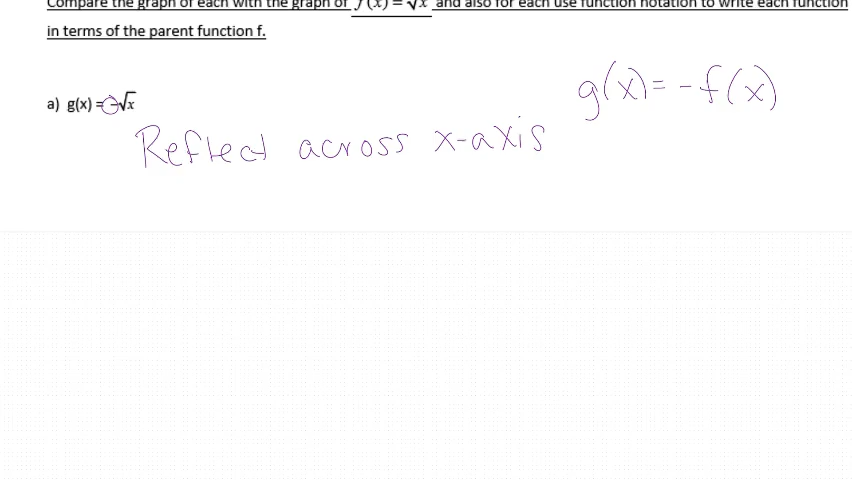 Compare the graph of each with the graph of f(x) = √x and also for each use function notation to write each function
in terms of the parent function f.
g(x) = -f(x)
a) g(x) = -√x
Reflect across x-axis